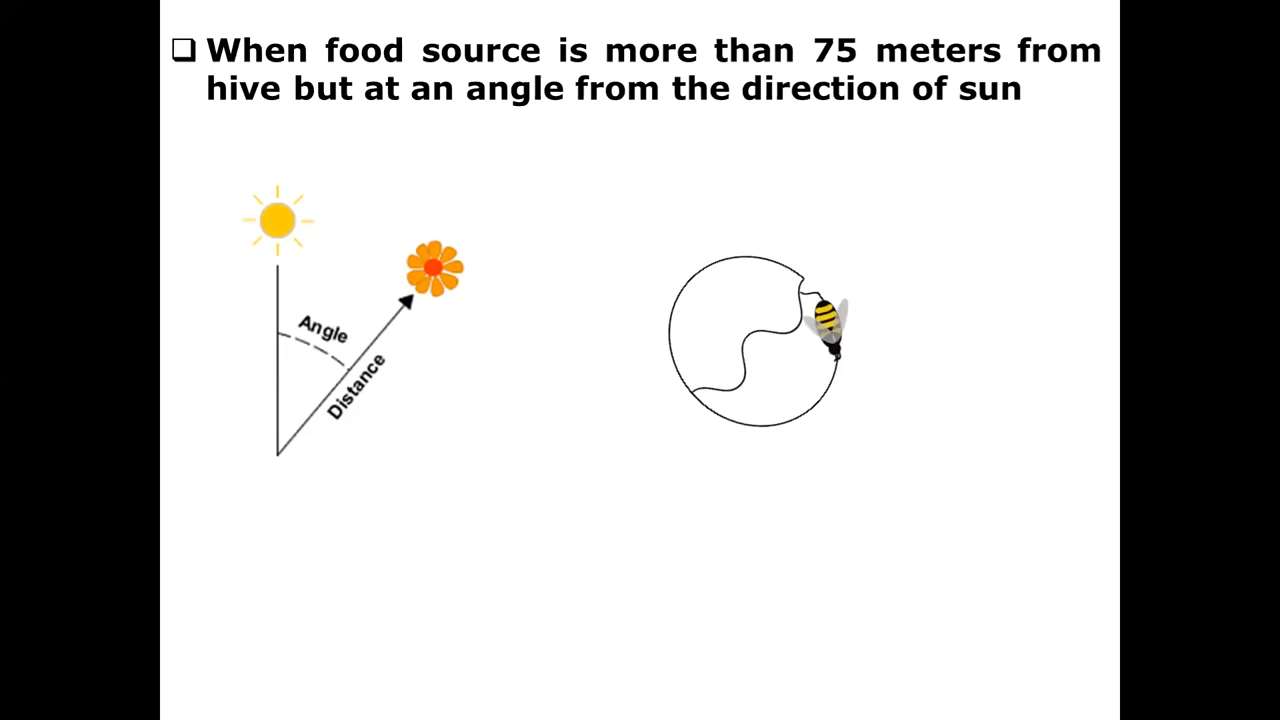 When food source is more than 75 meters from
hive but at an angle from the direction of sun
Angle
Distance